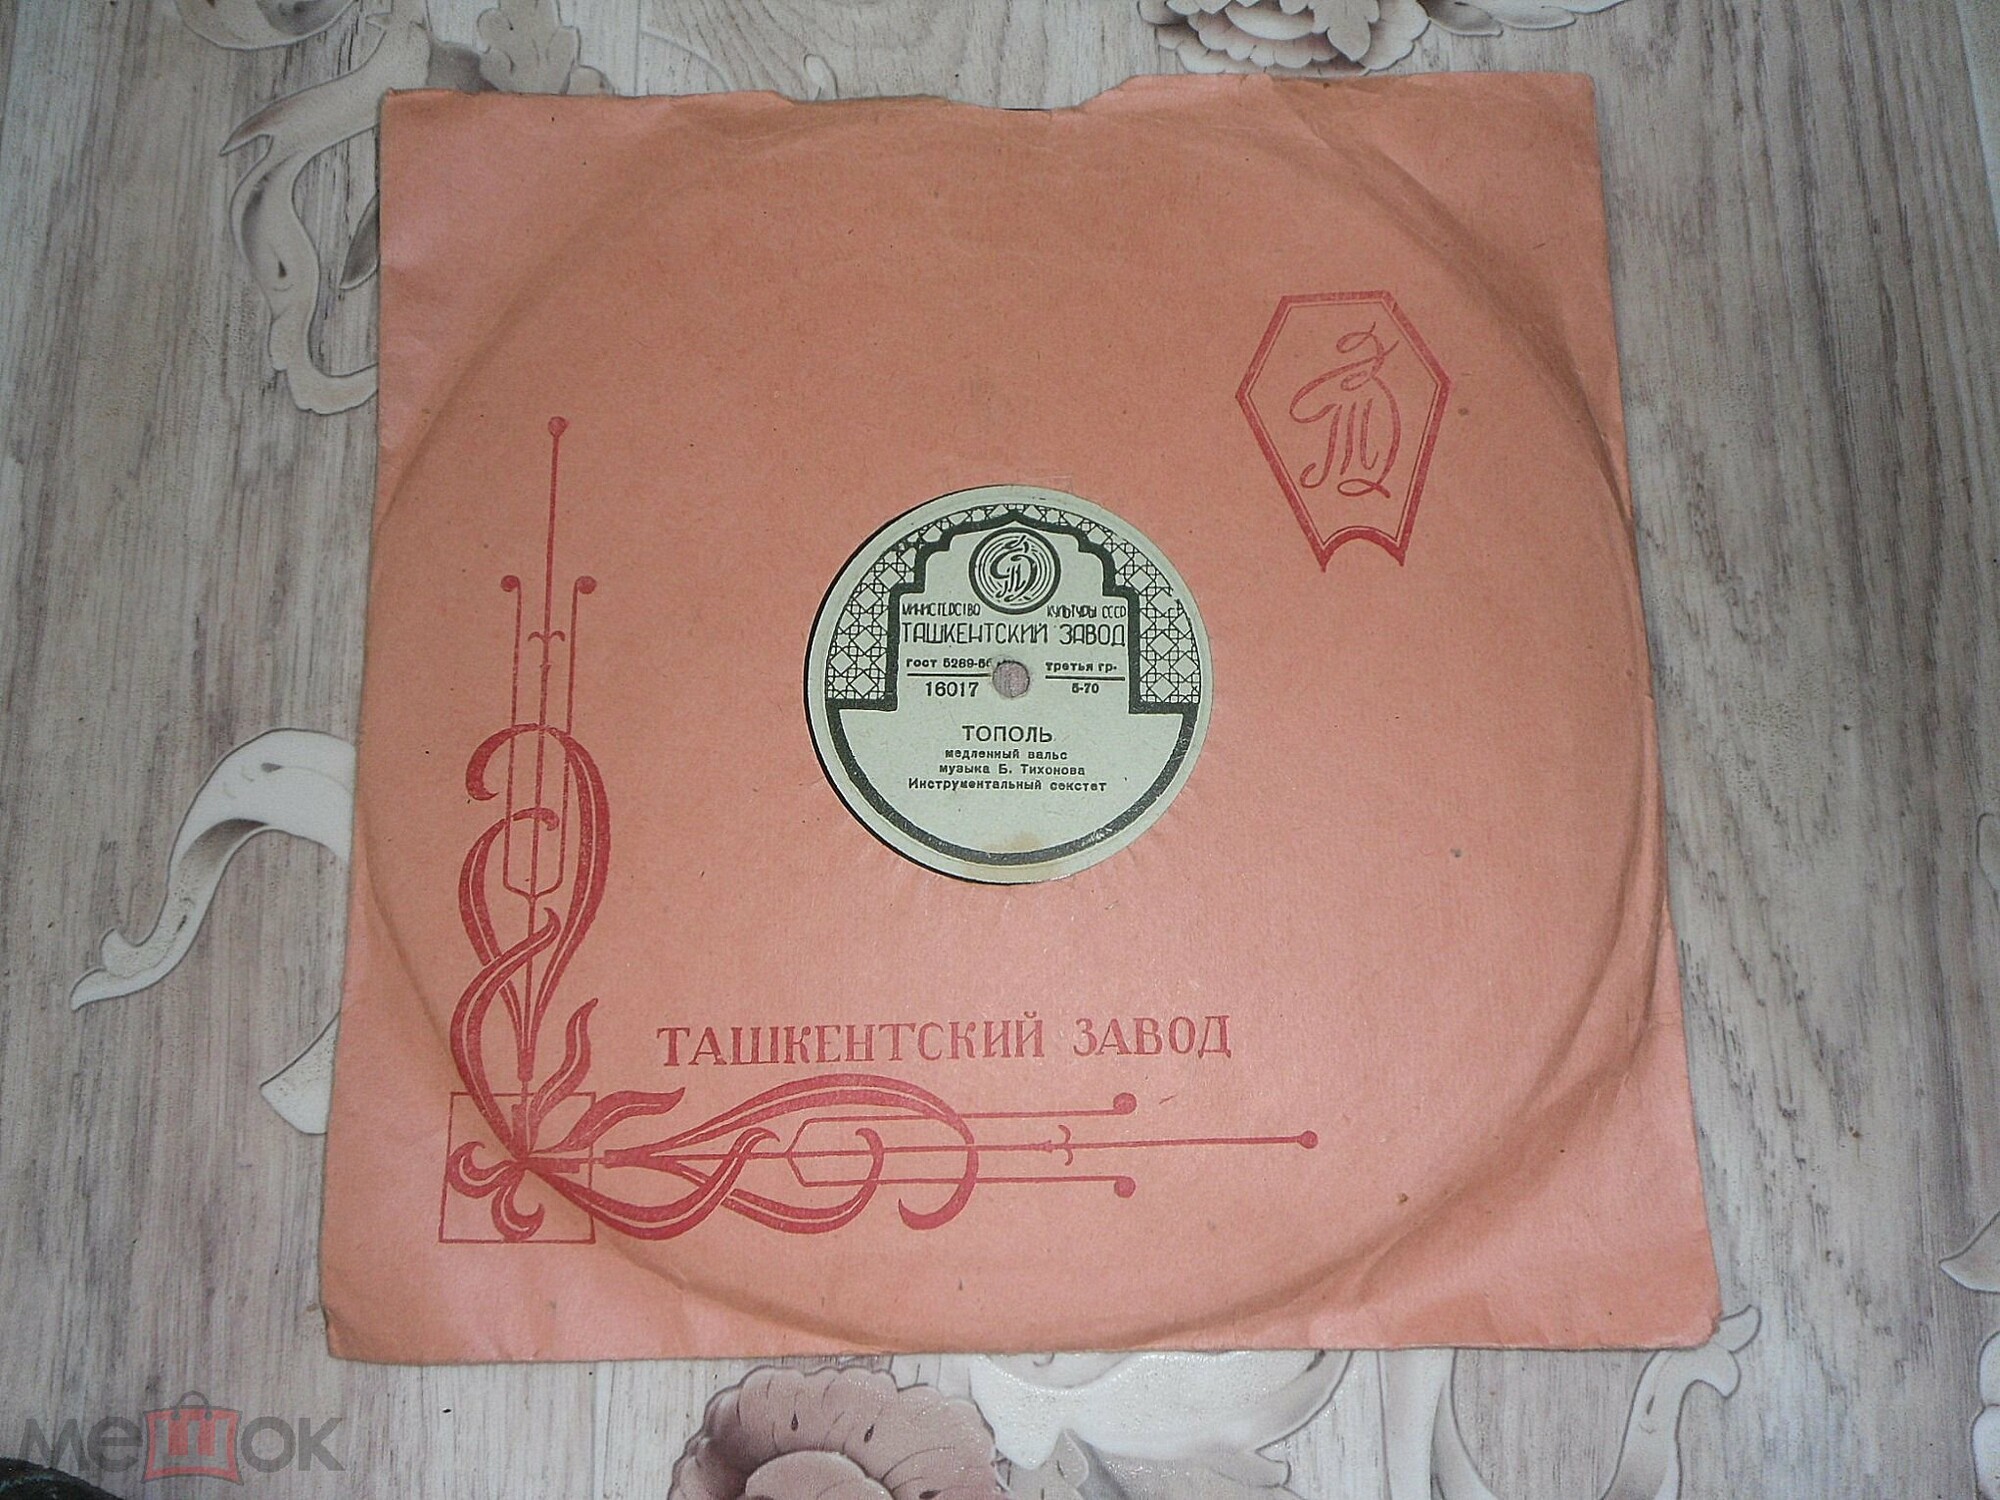 МИНИСТЕРСТВО КУЛЬТУРЫ СССР
ТАШКЕНТСКИЙ ЗАВОД
ГОСТ 5289-56 третья гр.
16017 5-70
ТОПОЛЬ
медленный вальс
музыка Б. Тихонова
Инструментальный секстет
ТАШКЕНТСКИЙ ЗАВОД
мешок